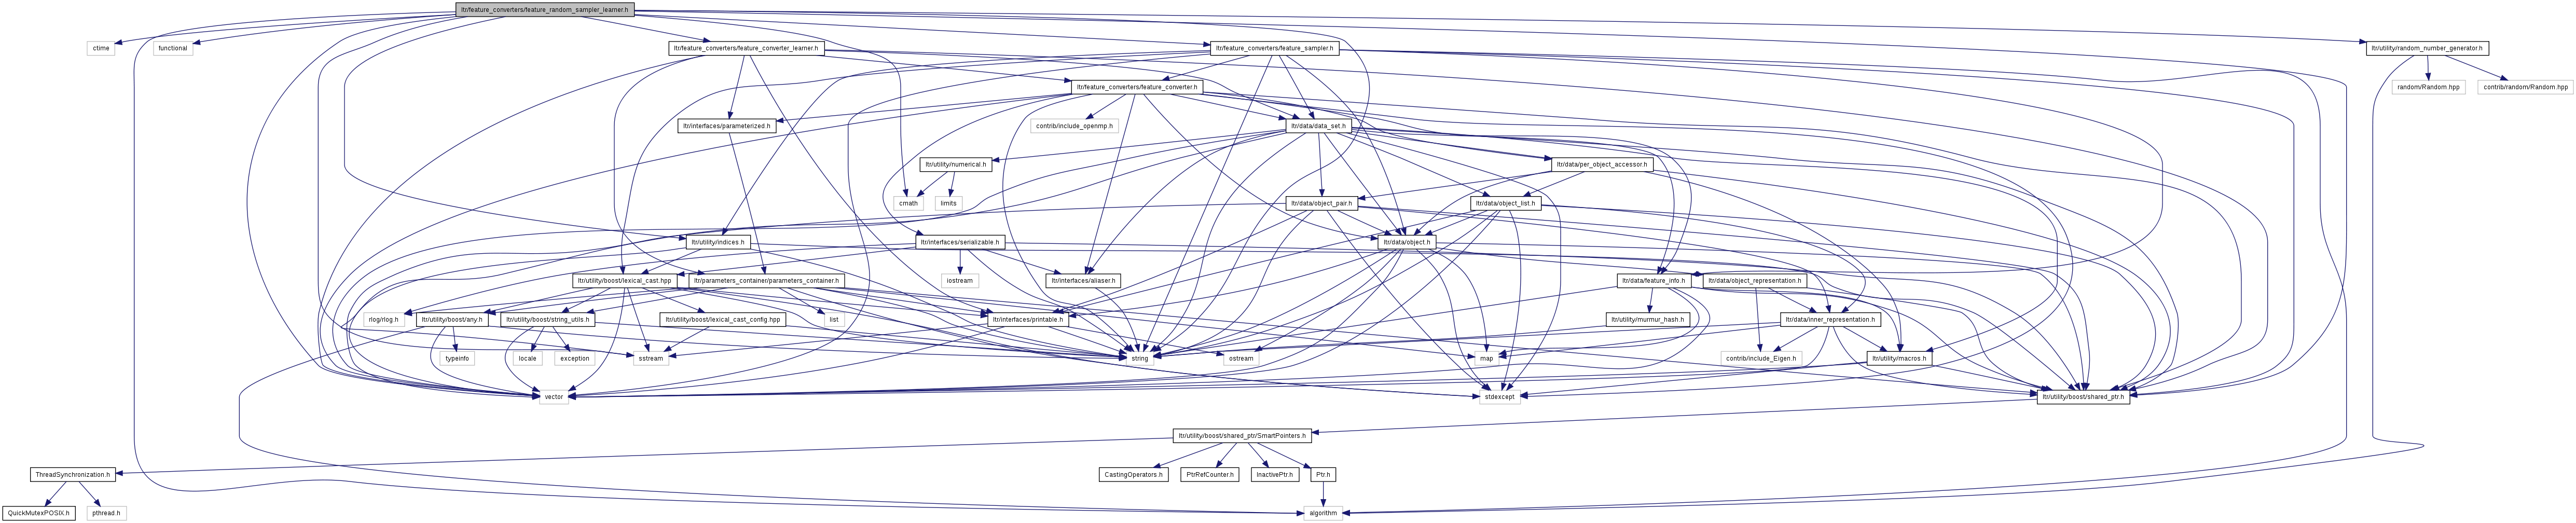 ltr/feature_converters/feature_random_sampler_learner.h
ctime
functional
ltr/feature_converters/feature_converter_learner.h
ltr/feature_converters/feature_sampler.h
ltr/utility/random_number_generator.h
ltr/feature_converters/feature_converter.h
random/Random.hpp
contrib/random/Random.hpp
ltr/interfaces/parameterized.h
contrib/include_openmp.h
ltr/data/data_set.h
ltr/utility/numerical.h
ltr/data/per_object_accessor.h
cmath
limits
ltr/data/object_pair.h
ltr/data/object_list.h
ltr/utility/indices.h
ltr/interfaces/serializable.h
ltr/data/object.h
ltr/utility/boost/lexical_cast.hpp
ltr/parameters_container/parameters_container.h
iostream
ltr/interfaces/aliaser.h
ltr/data/feature_info.h
ltr/data/object_representation.h
rlog/rlog.h
ltr/utility/boost/any.h
ltr/utility/boost/string_utils.h
ltr/utility/boost/lexical_cast_config.hpp
list
ltr/interfaces/printable.h
ltr/utility/murmur_hash.h
ltr/data/inner_representation.h
typeinfo
locale
exception
sstream
string
ostream
map
contrib/include_Eigen.h
ltr/utility/macros.h
vector
stdexcept
ltr/utility/boost/shared_ptr.h
ltr/utility/boost/shared_ptr/SmartPointers.h
ThreadSynchronization.h
CastingOperators.h
PtrRefCounter.h
InactivePtr.h
Ptr.h
QuickMutexPOSIX.h
pthread.h
algorithm